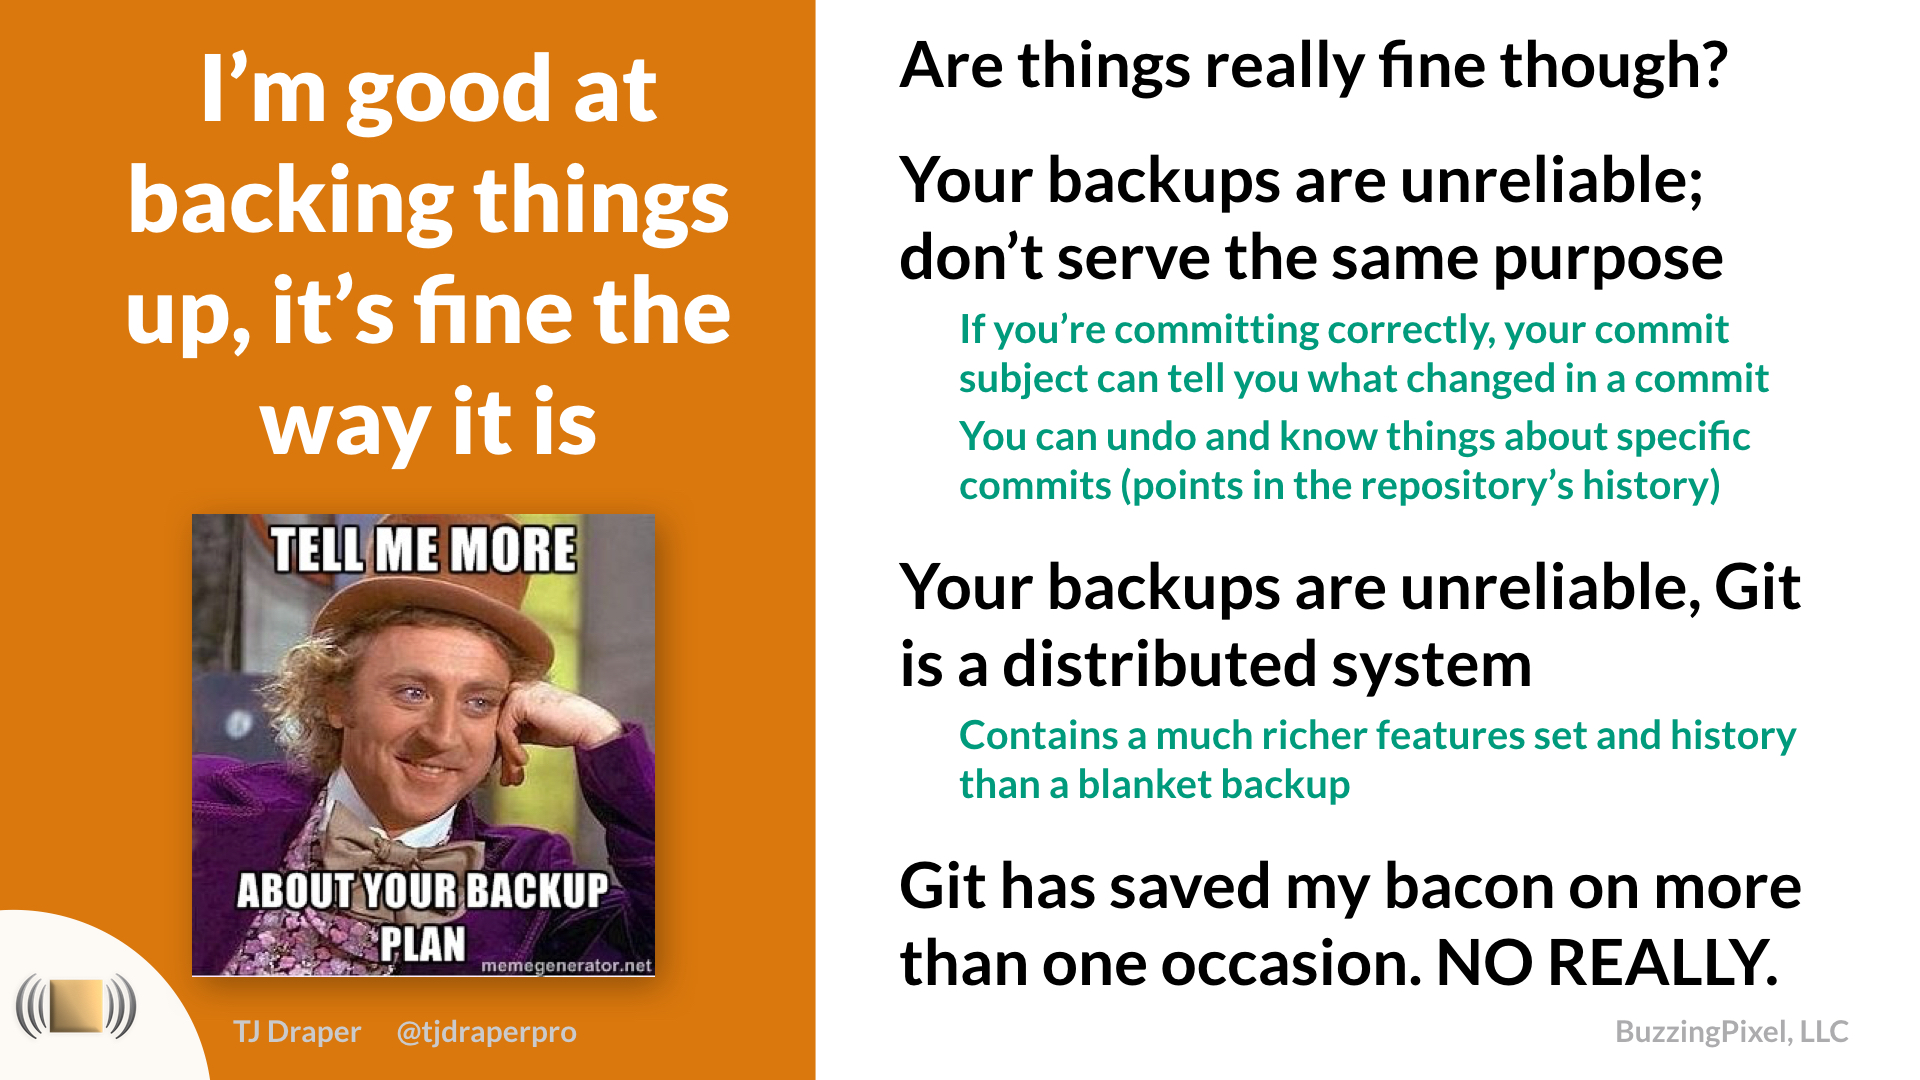 I’m good at
backing things
up, it’s fine the
way it is
TELL ME MORE
ABOUT YOUR BACKUP
PLAN
memegenerator.net
TJ Draper @tjdraperpro
Are things really fine though?
Your backups are unreliable;
don’t serve the same purpose
If you’re committing correctly, your commit
subject can tell you what changed in a commit
You can undo and know things about specific
commits (points in the repository’s history)
Your backups are unreliable, Git
is a distributed system
Contains a much richer features set and history
than a blanket backup
Git has saved my bacon on more
than one occasion. NO REALLY.
BuzzingPixel, LLC